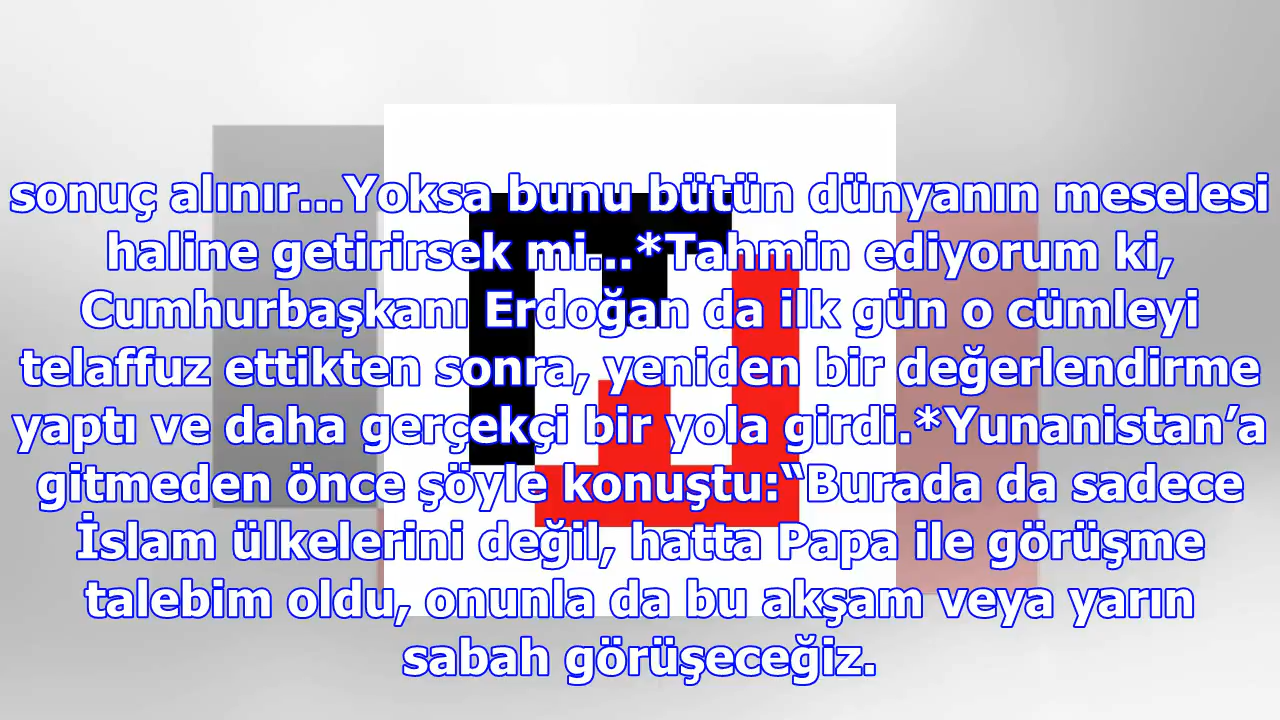 sonuç alınır...Yoksa bunu bütün dünyanın meselesi
haline getirirsek mi...*Tahmin ediyorum ki,
Cumhurbaşkanı Erdoğan da ilk gün o cümleyi
telaffuz ettikten sonra, yeniden bir değerlendirme
yaptı ve daha gerçekçi bir yola girdi.*Yunanistan’a
gitmeden önce şöyle konuştu:“Burada da sadece
İslam ülkelerini değil, hatta Papa ile görüşme
talebim oldu, onunla da bu akşam veya yarın
sabah görüşeceğiz.